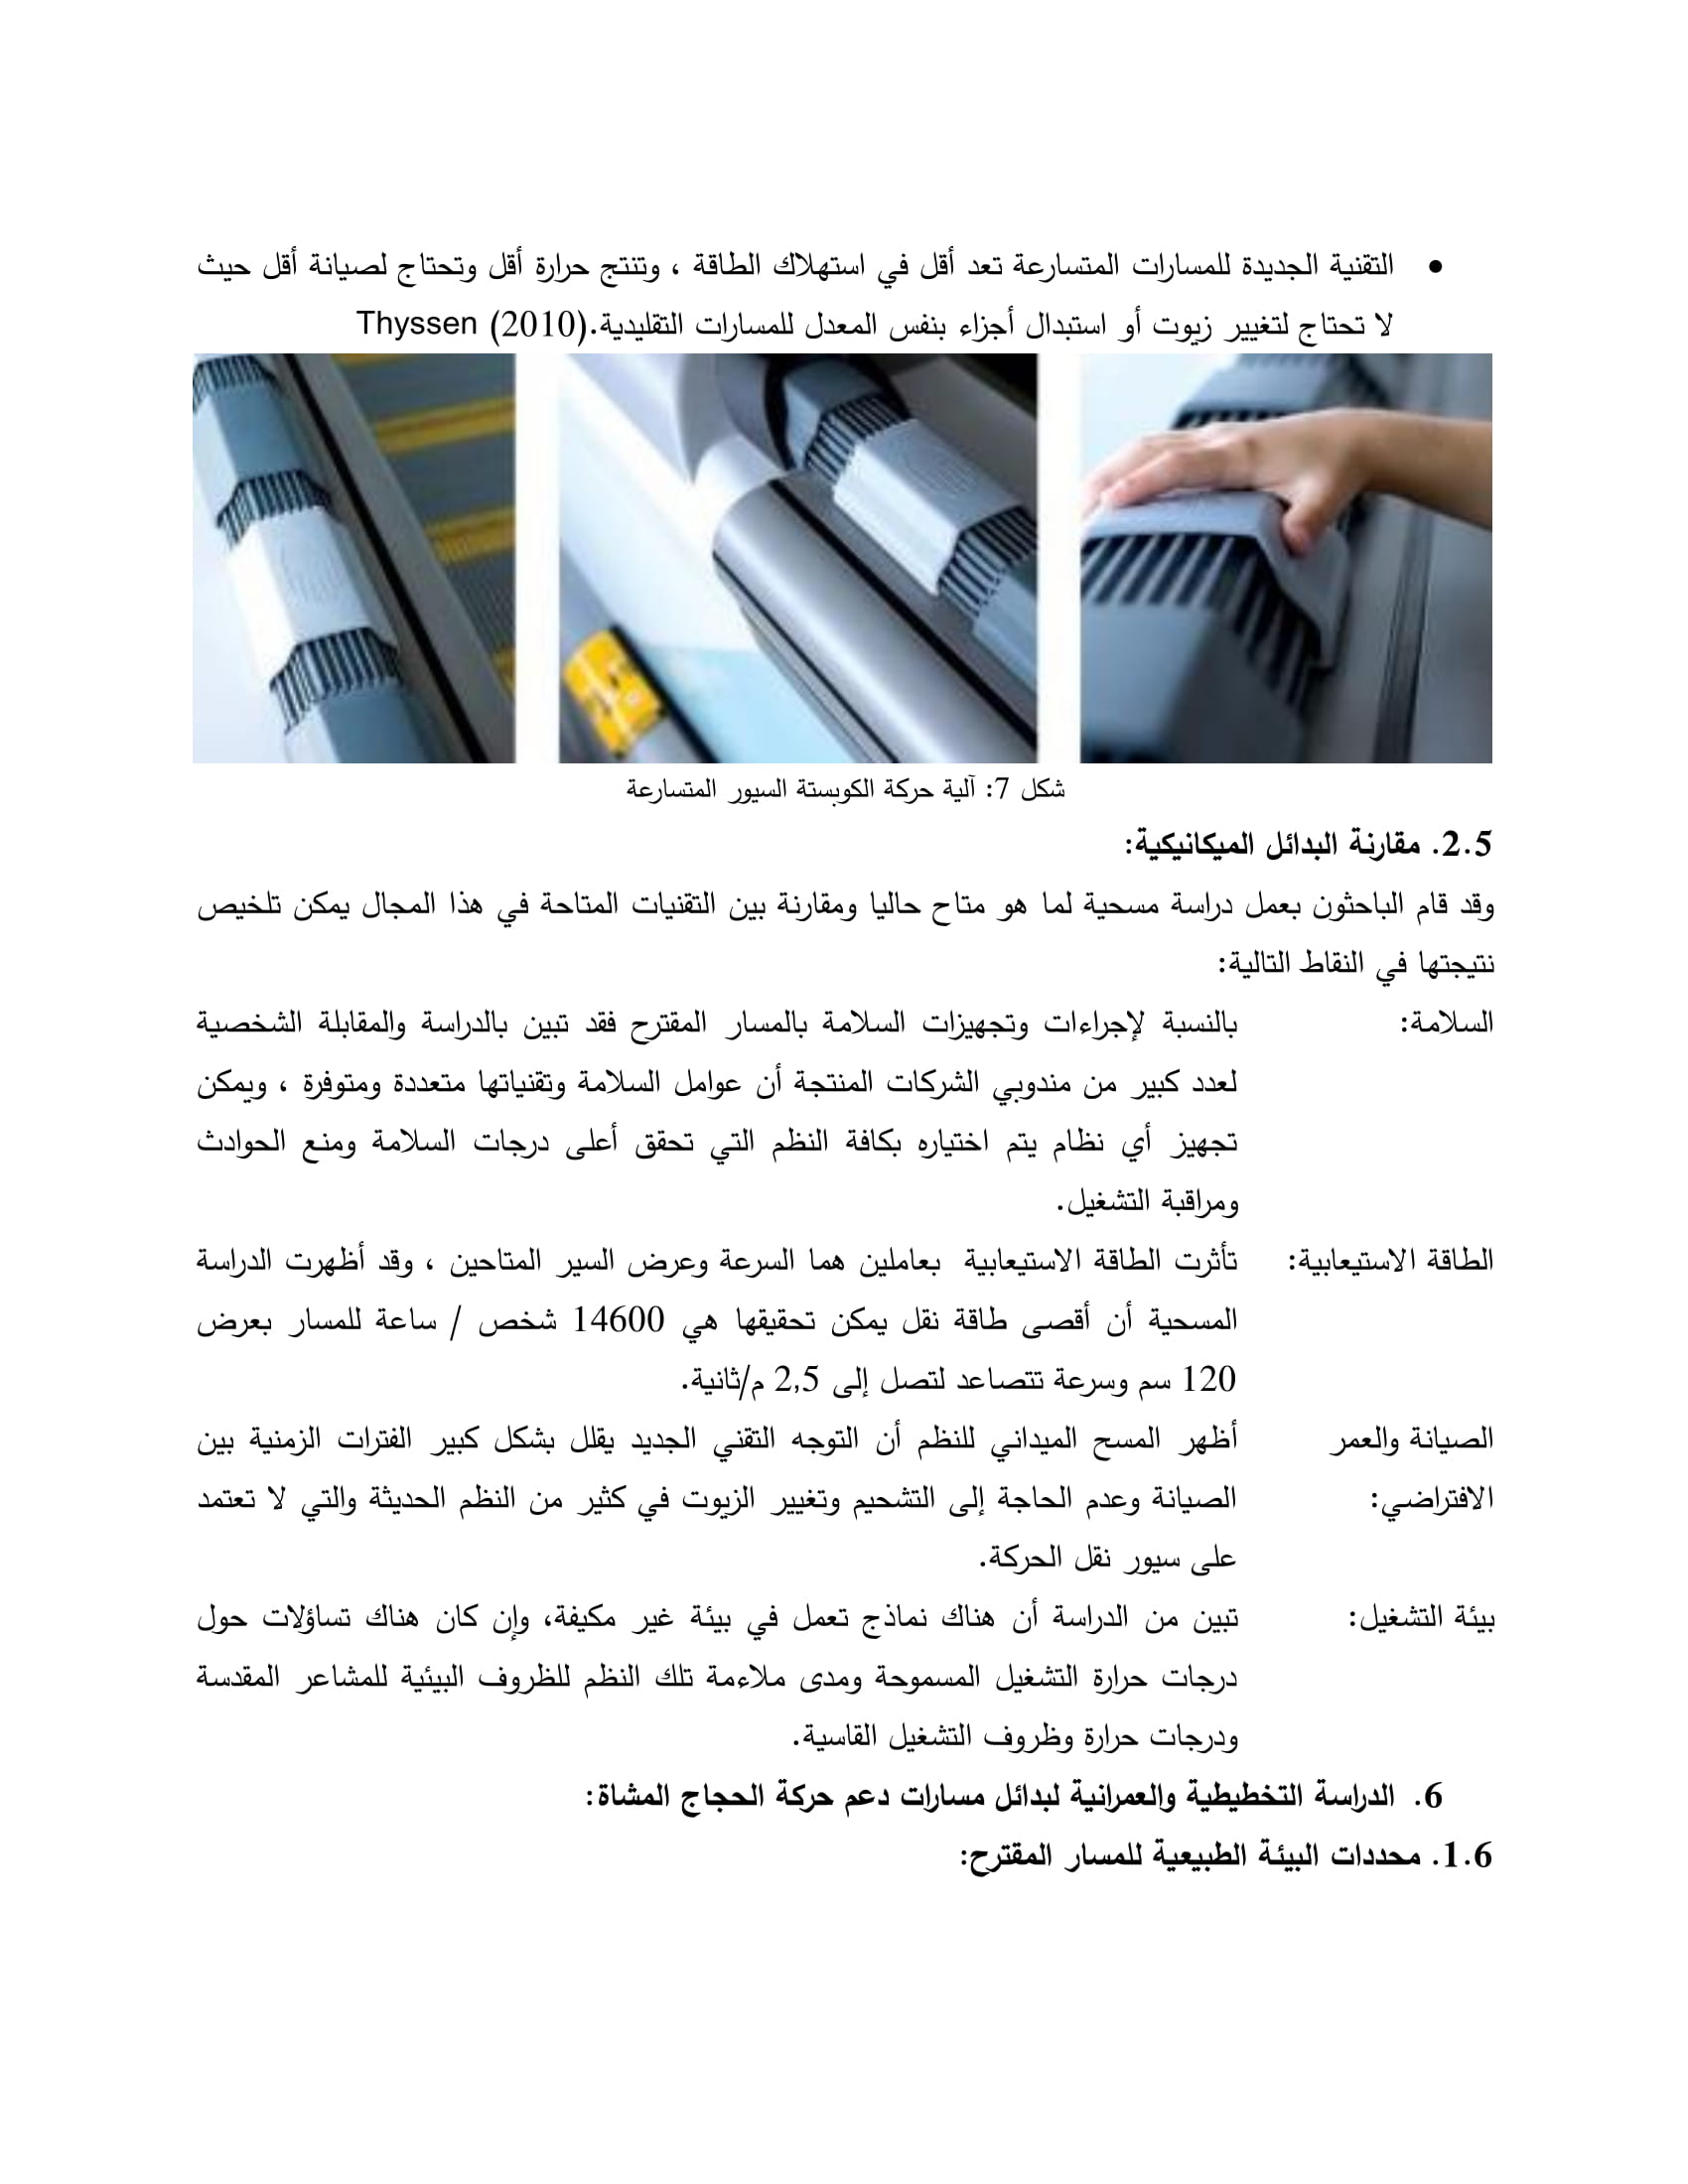 • التقنية الجديدة للمسارات المتسارعة تعد أقل في استهلاك الطاقة ، وتنتج حرارة أقل وتحتاج لصيانة أقل حيث
لا تحتاج لتغيير زيوت أو استبدال أجزاء بنفس المعدل للمسارات التقليدية.(2010) Thyssen
شكل 7: آلية حركة الكوبستة السيور المتسارعة
2.5. مقارنة البدائل الميكانيكية:
وقد قام الباحثون بعمل دراسة مسحية لما هو متاح حاليا ومقارنة بين التقنيات المتاحة في هذا المجال يمكن تلخيص
نتيجتها في النقاط التالية:
السلامة: بالنسبة لإجراءات وتجهيزات السلامة بالمسار المقترح فقد تبين بالدراسة والمقابلة الشخصية
لعدد كبير من مندوبي الشركات المنتجة أن عوامل السلامة وتقنياتها متعددة ومتوفرة ، ويمكن
تجهيز أي نظام يتم اختياره بكافة النظم التي تحقق أعلى درجات السلامة ومنع الحوادث
ومراقبة التشغيل.
الطاقة الاستيعابية: تأثرت الطاقة الاستيعابية بعاملين هما السرعة وعرض السير المتاحين ، وقد أظهرت الدراسة
المسحية أن أقصى طاقة نقل يمكن تحقيقها هي 14600 شخص / ساعة للمسار بعرض
120 سم وسرعة تتصاعد لتصل إلى 2,5 م/ثانية.
الصيانة والعمر أظهر المسح الميداني للنظم أن التوجه التقني الجديد يقلل بشكل كبير الفترات الزمنية بين
الافتراضي: الصيانة وعدم الحاجة إلى التشحيم وتغيير الزيوت في كثير من النظم الحديثة والتي لا تعتمد
على سيور نقل الحركة.
بيئة التشغيل: تبين من الدراسة أن هناك نماذج تعمل في بيئة غير مكيفة، وإن كان هناك تساؤلات حول
درجات حرارة التشغيل المسموحة ومدى ملاءمة تلك النظم للظروف البيئية للمشاعر المقدسة
ودرجات حرارة وظروف التشغيل القاسية.
6. الدراسة التخطيطية والعمرانية لبدائل مسارات دعم حركة الحجاج المشاة:
1.6. محددات البيئة الطبيعية للمسار المقترح: